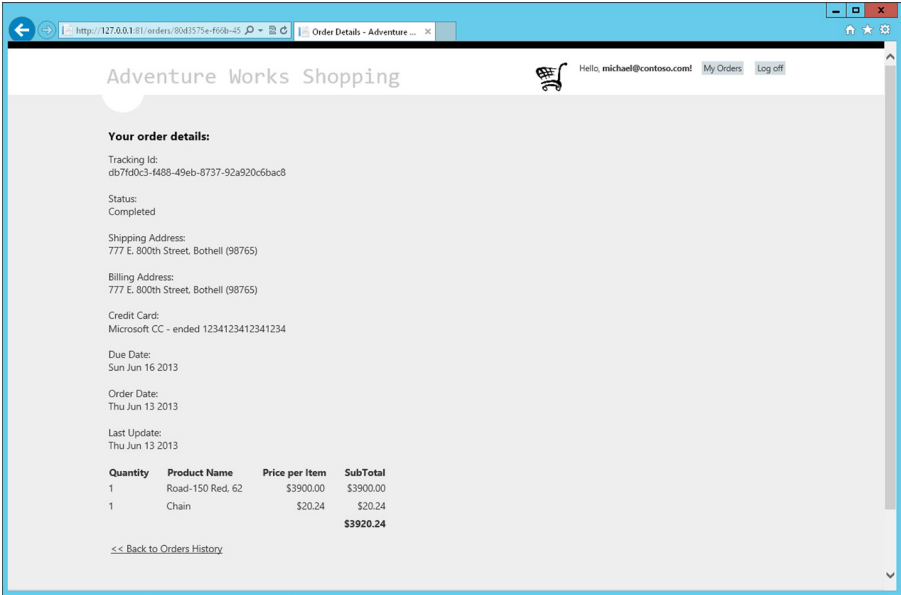 http://127.0.0.1:81/orders/80d3575e-f66b-45
Order Details - Adventure ...
Adventure Works Shopping
Hello, michael@contoso.com! My Orders Log off
Your order details:
Tracking Id:
db7fd0c3-f488-49eb-8737-92a920c6bac8
Status:
Completed
Shipping Address:
777 E. 800th Street, Bothell (98765)
Billing Address:
777 E. 800th Street, Bothell (98765)
Credit Card:
Microsoft CC - ended 1234123412341234
Due Date:
Sun Jun 16 2013
Order Date:
Thu Jun 13 2013
Last Update:
Thu Jun 13 2013
Quantity Product Name Price per Item SubTotal
1 Road-150 Red, 62 $3900.00 $3900.00
1 Chain $20.24 $20.24
$3920.24
<< Back to Orders History